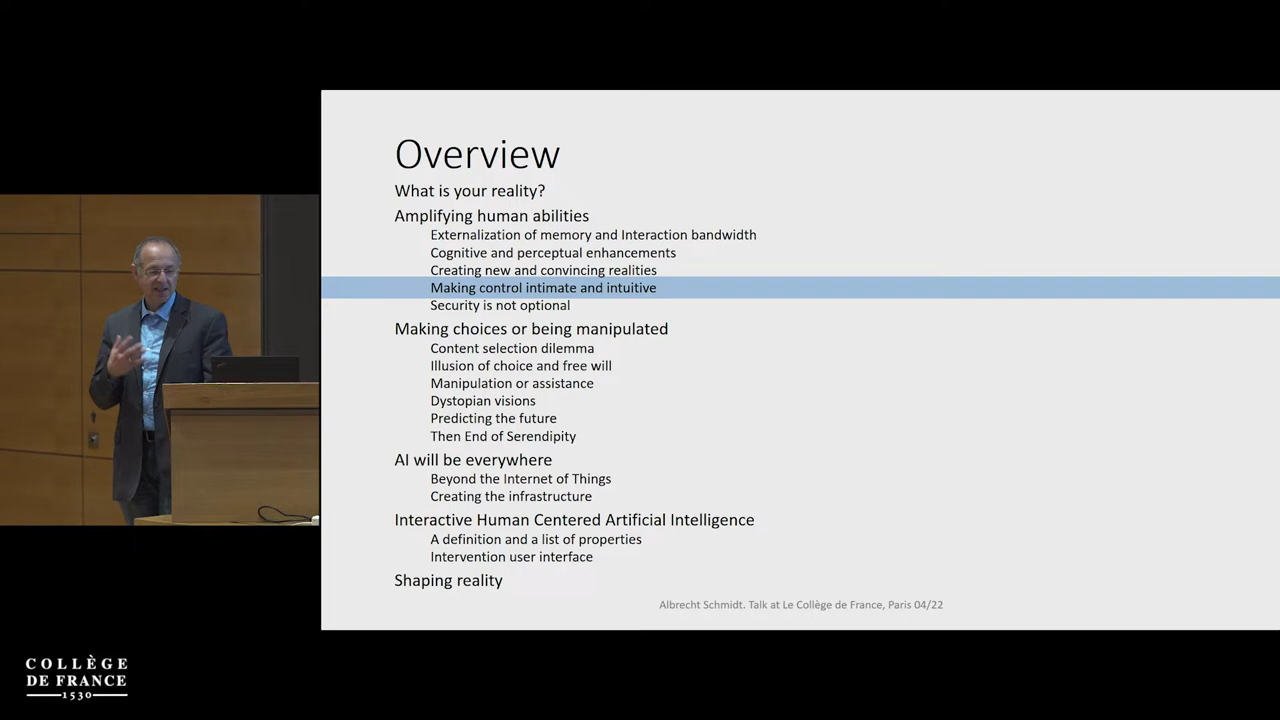 Overview
What is your reality?
Amplifying human abilities
Externalization of memory and Interaction bandwidth
Cognitive and perceptual enhancements
Creating new and convincing realities
Making control intimate and intuitive
Security is not optional
Making choices or being manipulated
Content selection dilemma
Illusion of choice and free will
Manipulation or assistance
Dystopian visions
Predicting the future
Then End of Serendipity
AI will be everywhere
Beyond the Internet of Things
Creating the infrastructure
Interactive Human Centered Artificial Intelligence
A definition and a list of properties
Intervention user interface
Shaping reality
Albrecht Schmidt. Talk at Le Collège de France, Paris 04/22
COLLÈGE
DE FRANCE
1530